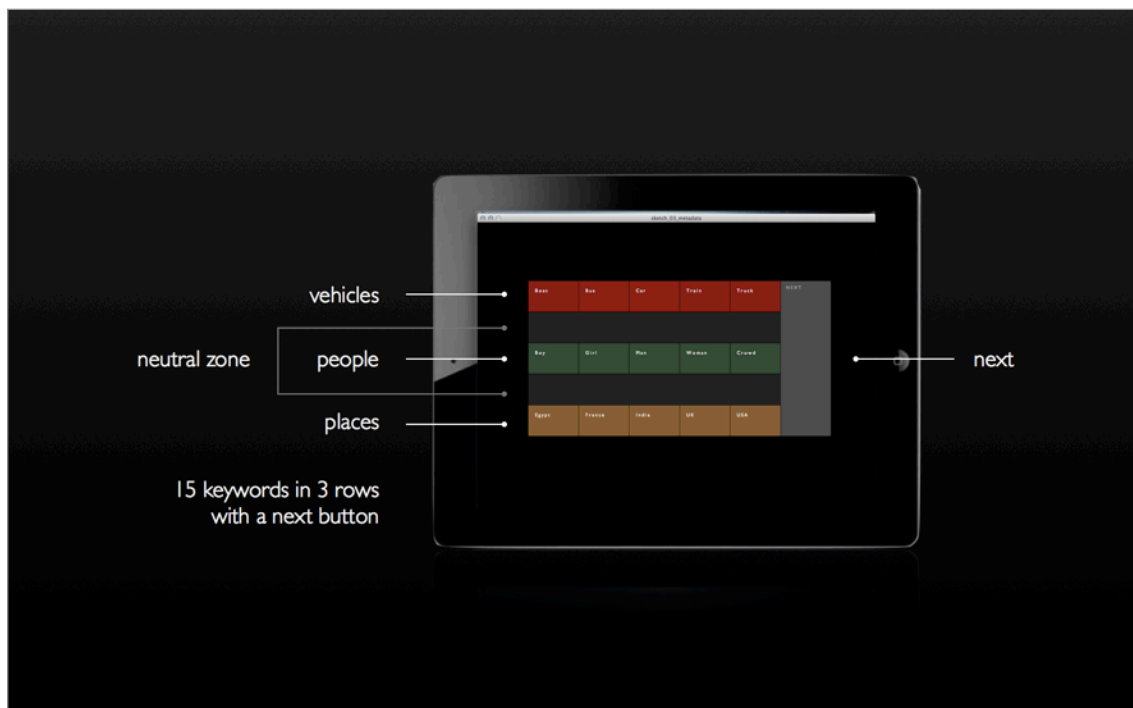 sketch_03_metadata
vehicles
Boat Bus Car Train Truck NEXT
neutral zone
people
Boy Girl Man Woman Crowd
next
places
Egypt France India UK USA
15 keywords in 3 rows
with a next button